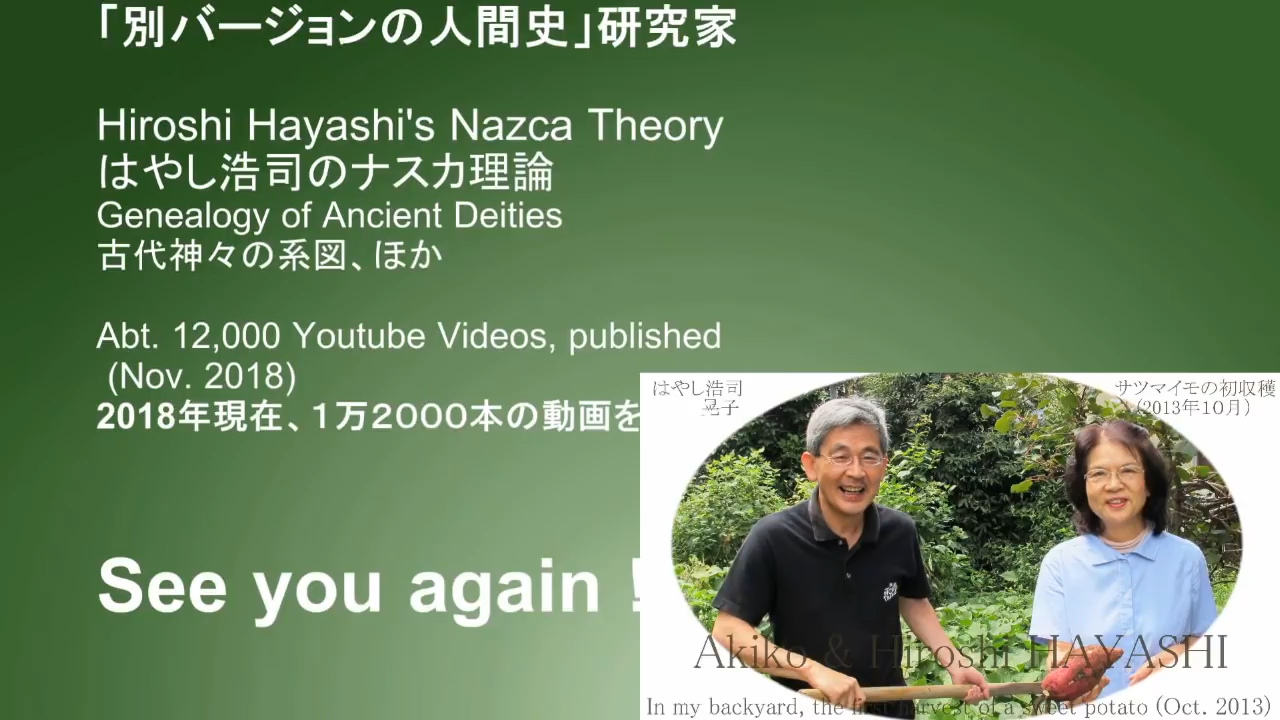 「別バージョンの人間史」研究家
Hiroshi Hayashi's Nazca Theory
はやし浩司のナスカ理論
Genealogy of Ancient Deities
古代神々の系図、ほか
Abt. 12,000 Youtube Videos, published
(Nov. 2018)
2018年現在、1万2000本の動画を
See you again !
はやし浩司
晃子
サツマイモの初収穫
(2013年10月)
Akiko & Hiroshi HAYASHI
In my backyard, the first harvest of a sweet potato (Oct. 2013)